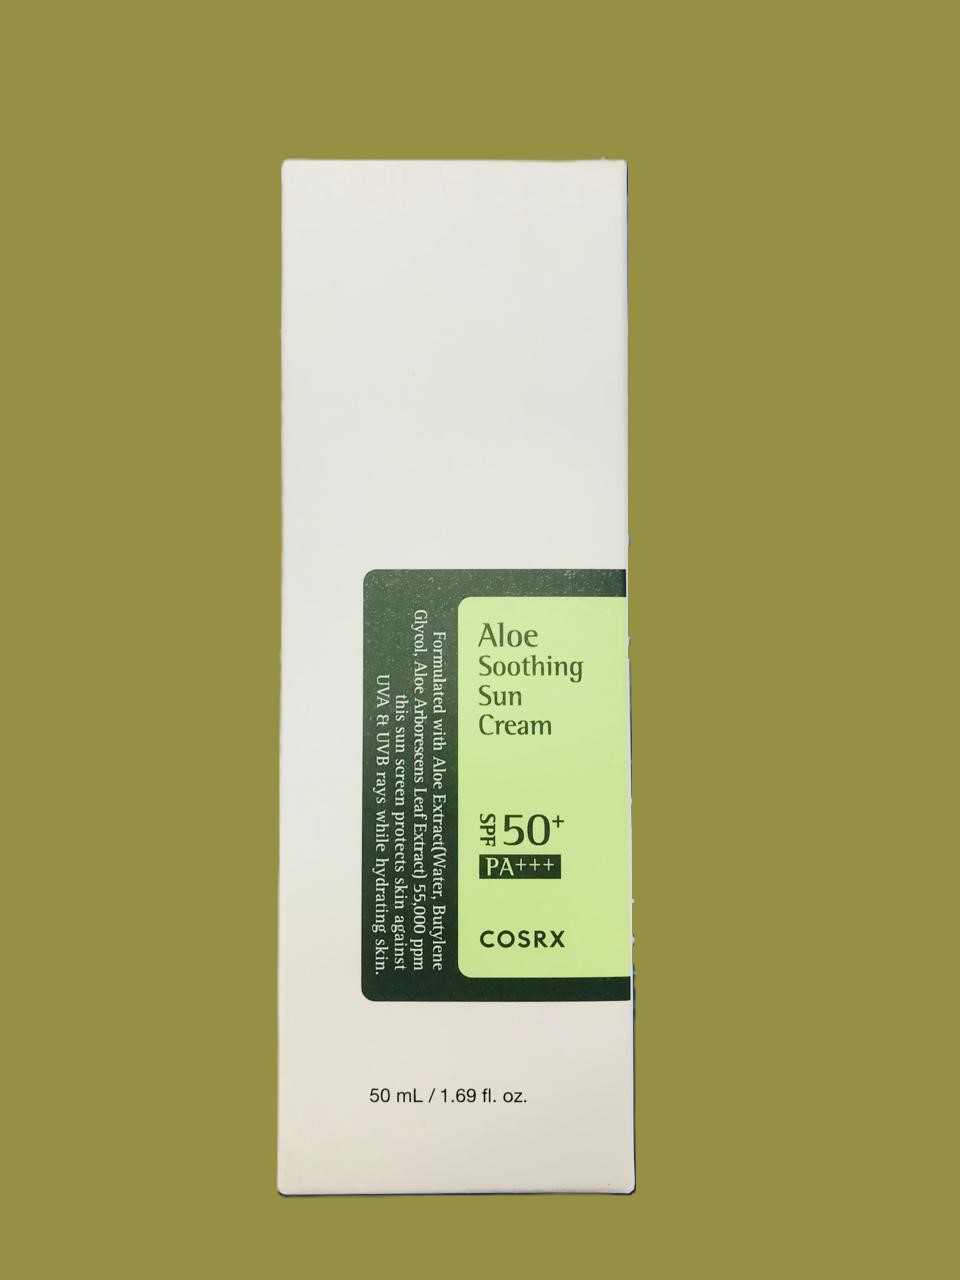 Aloe
Soothing
Sun
Cream
SPF 50+
PA+++
COSRX
Formulated with Aloe Extract(Water, Butylene
Glycol, Aloe Arborescens Leaf Extract) 55,000 ppm
this sun screen protects skin against
UVA & UVB rays while hydrating skin.
50 mL / 1.69 fl. oz.